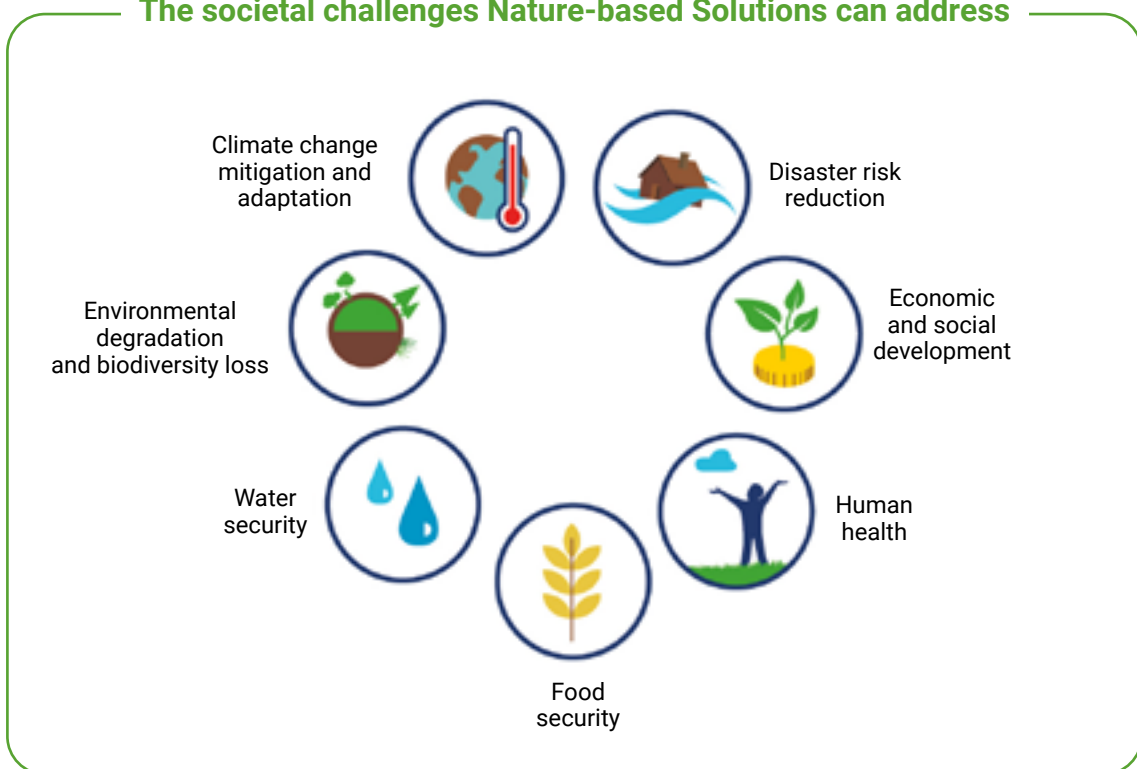 The societal challenges Nature-based Solutions can address
Climate change
mitigation and
adaptation
Disaster risk
reduction
Environmental
degradation
and biodiversity loss
Economic
and social
development
Water
security
Human
health
Food
security